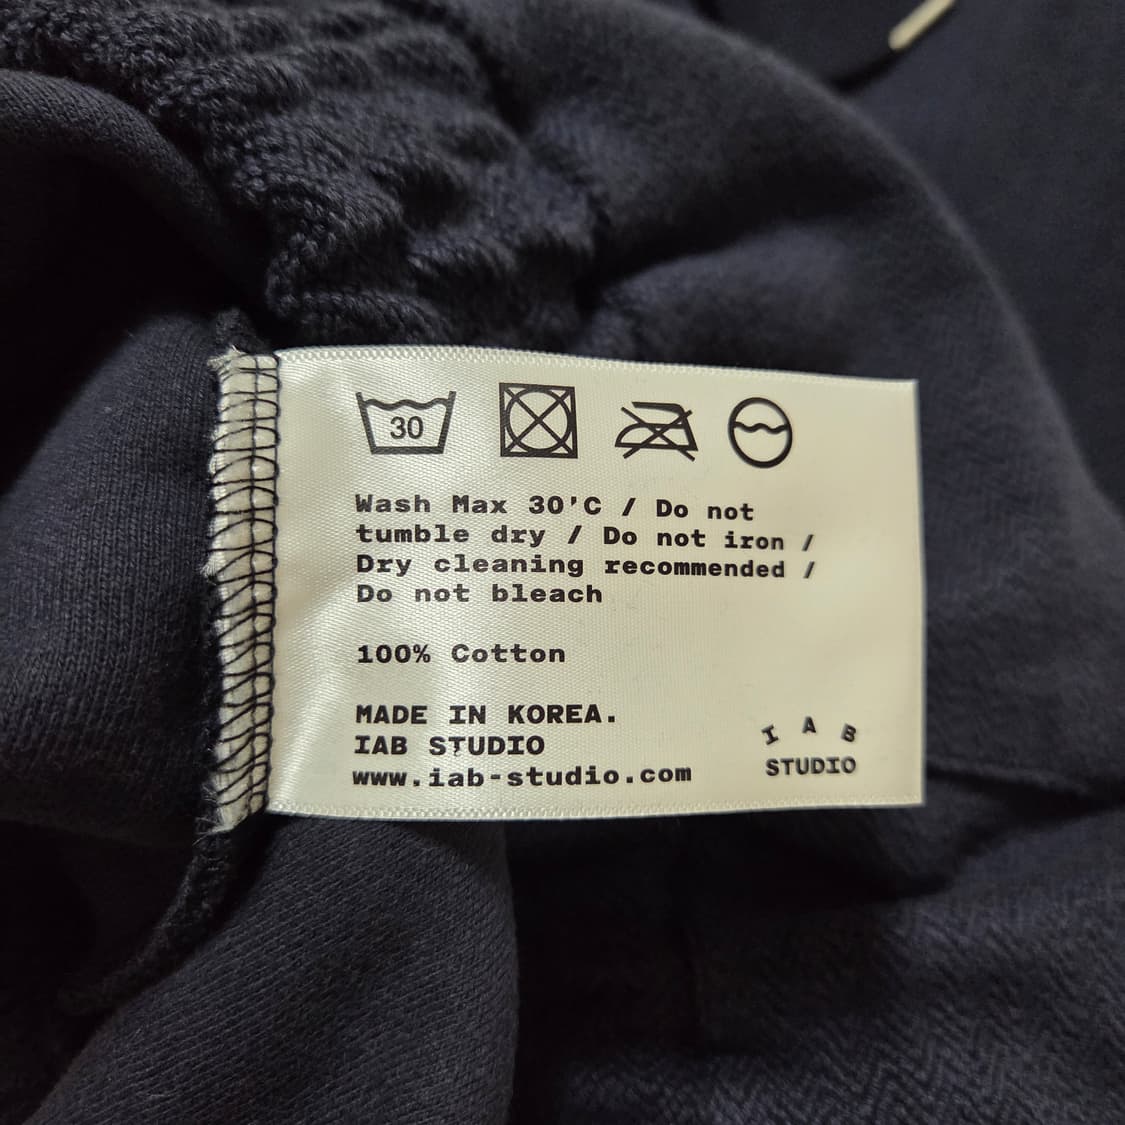 30
Wash Max 30'C / Do not
tumble dry / Do not iron /
Dry cleaning recommended /
Do not bleach
100% Cotton
MADE IN KOREA.
IAB STUDIO
www.iab-studio.com
IAB
STUDIO